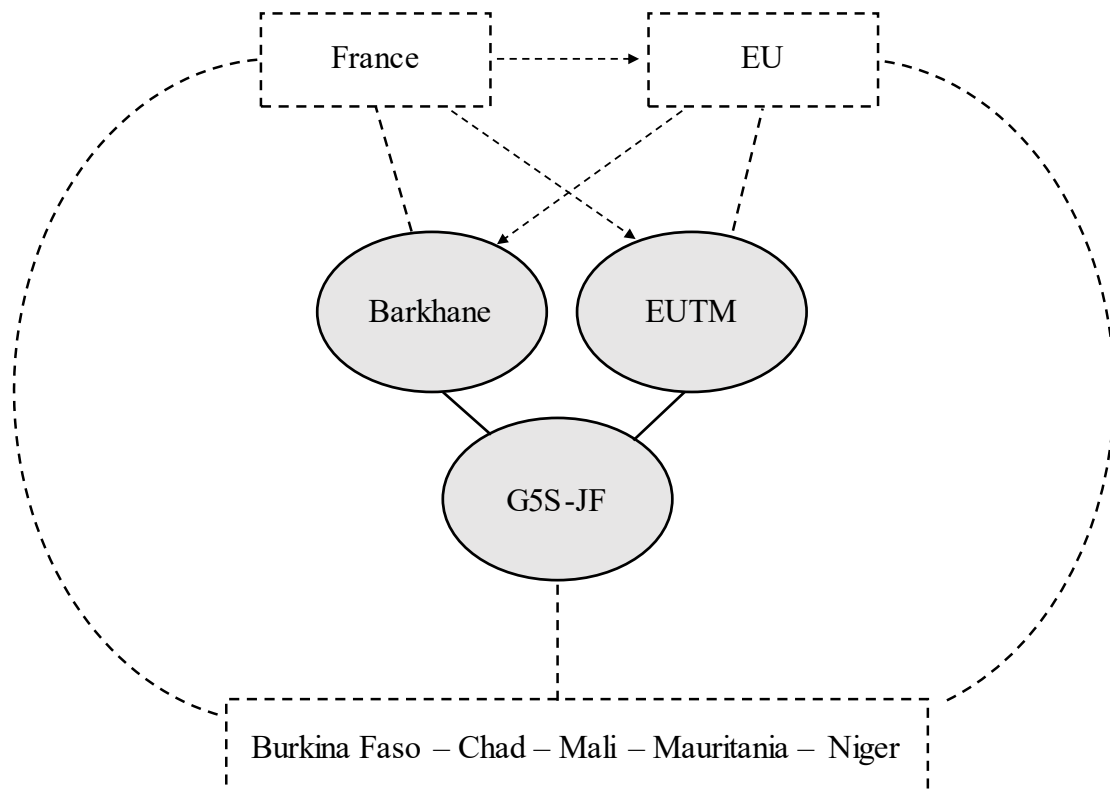 France
EU
Barkhane
EUTM
G5S-JF
Burkina Faso – Chad – Mali – Mauritania – Niger